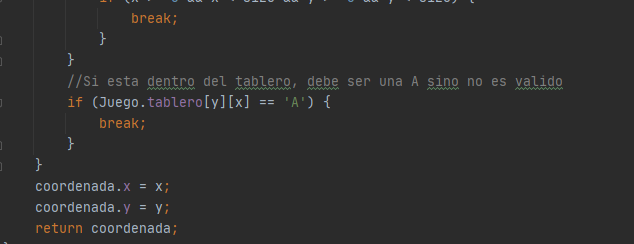 break;
}
}
//Si esta dentro del tablero, debe ser una A sino no es valido
if (Juego.tablero[y][x] == 'A') {
break;
}
}
coordenada.x = x;
coordenada.y = y;
return coordenada;